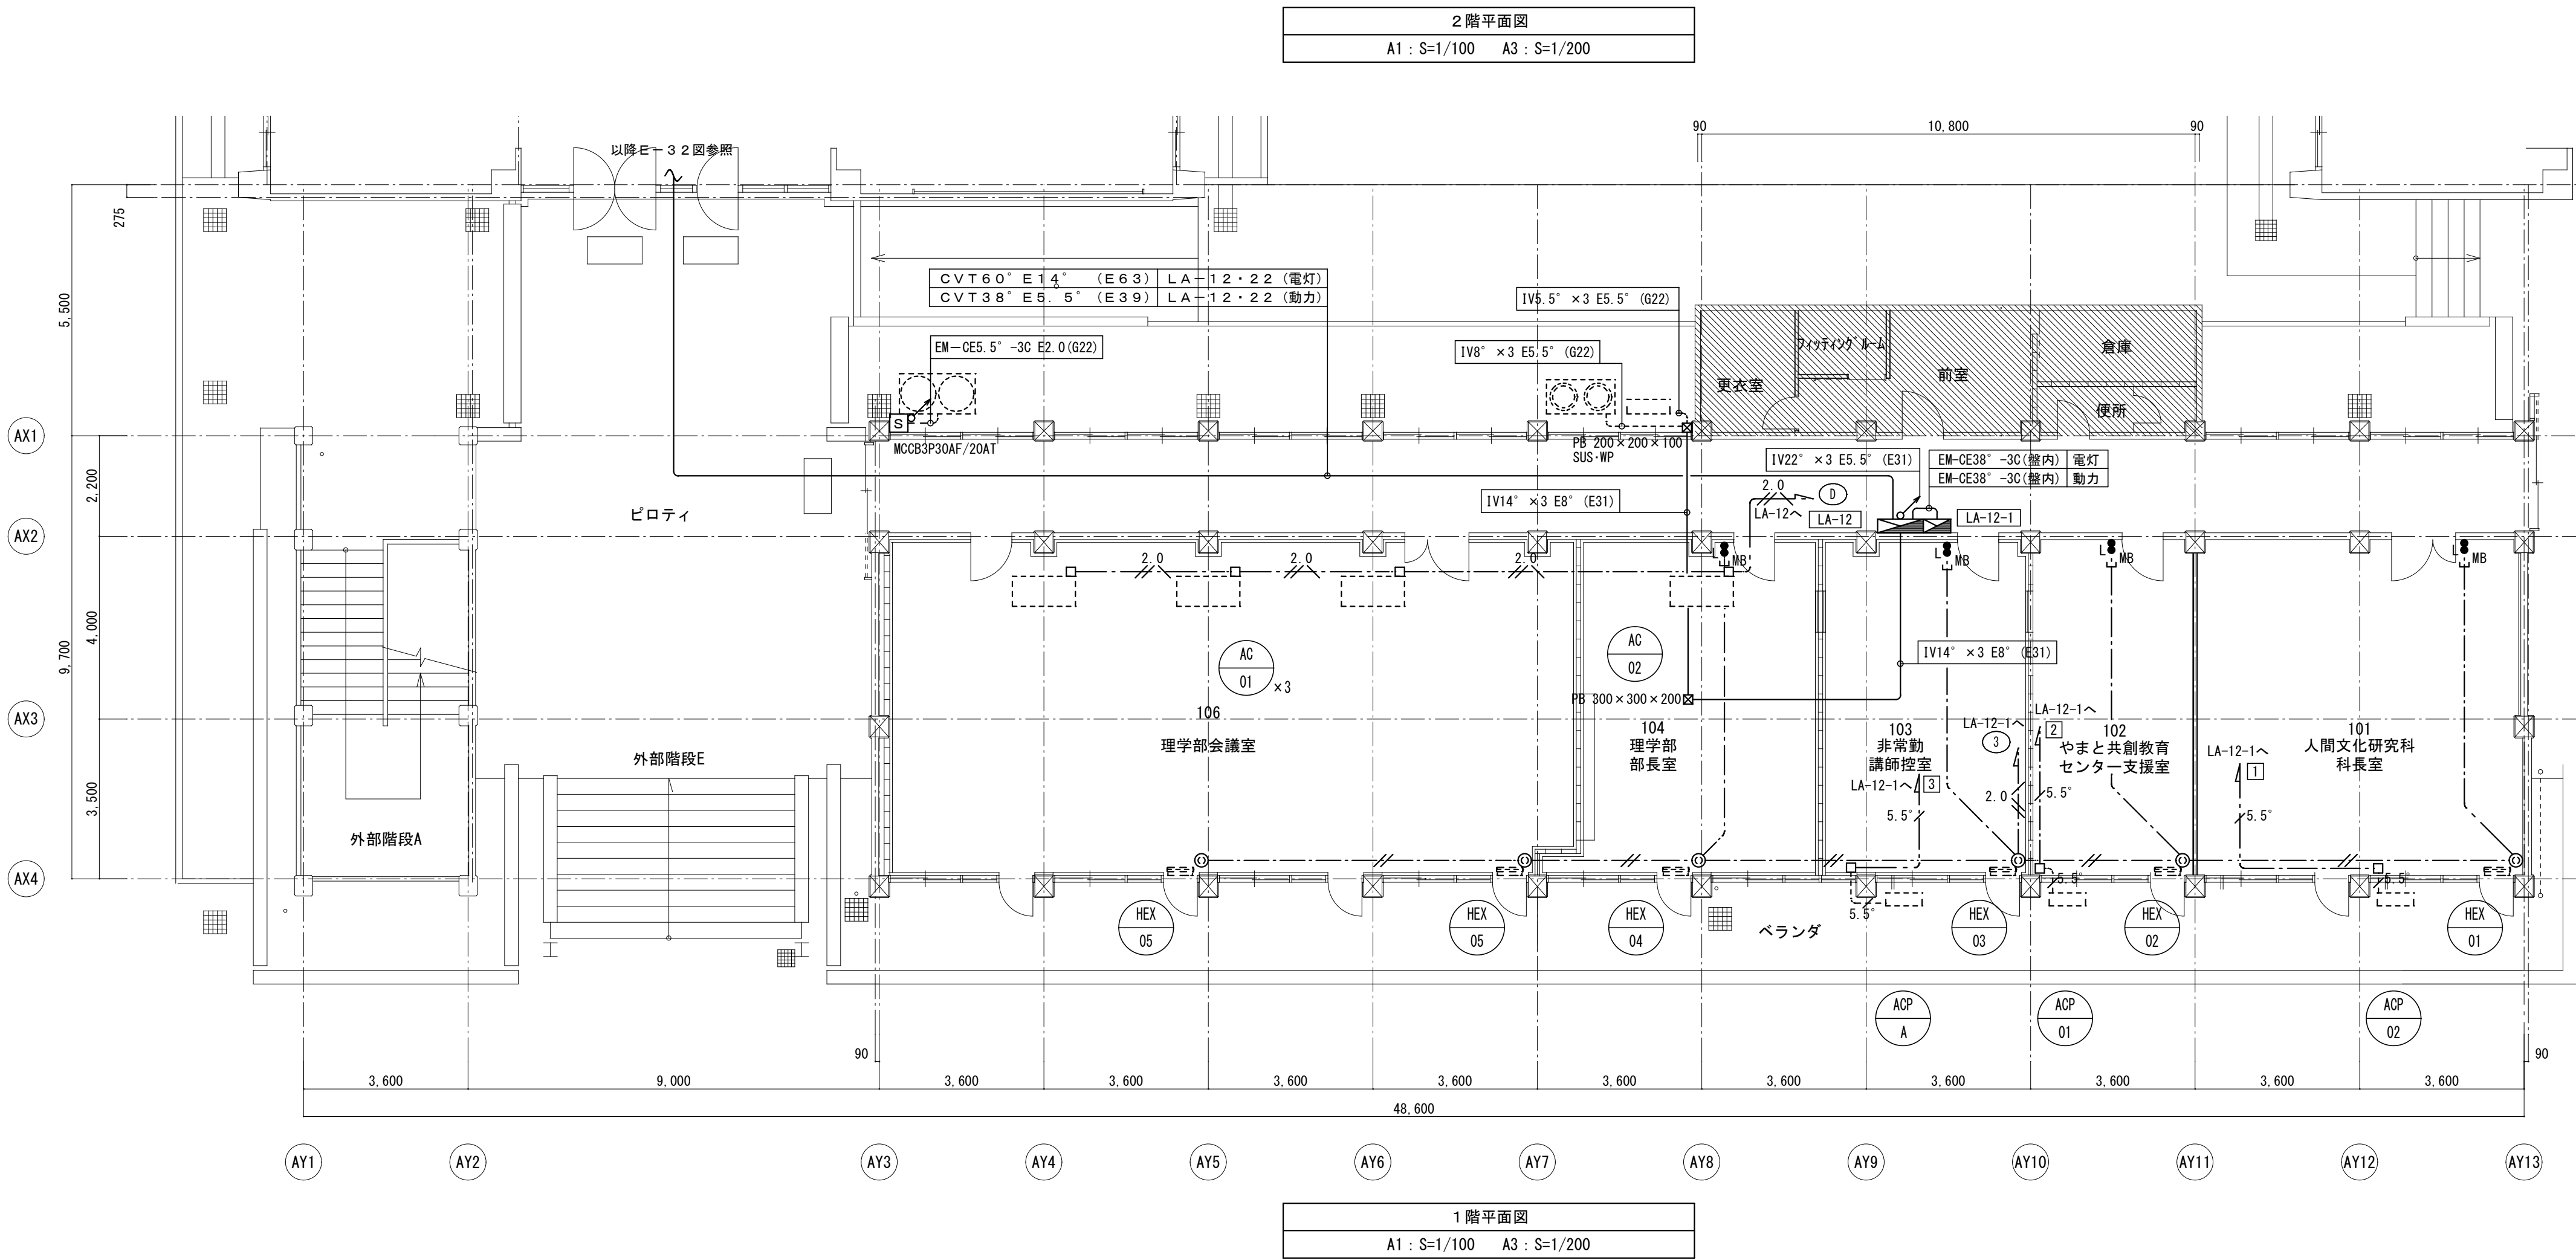 2階平面図
A1 : S=1/100 A3 : S=1/200
90 10,800 90
以降E-32図参照
275
5,500
CVT60° E14° (E63) LA-12・22 (電灯)
CVT38° E5.5° (E39) LA-12・22 (動力)
IV5.5° ×3 E5.5° (G22)
EM-CE5.5° -3C E2.0(G22)
IV8° ×3 E5.5° (G22)
フィッティングルーム
倉庫
更衣室
前室
便所
S
MCCB3P30AF/20AT
PB 200×200×100
SUS・WP
AX1
IV22° ×3 E5.5° (E31)
EM-CE38° -3C(盤内) 電灯
EM-CE38° -3C(盤内) 動力
2,200
2.0
D
IV14° ×3 E8° (E31)
LA-12へ
LA-12
LA-12-1
ピロティ
AX2
2.0
2.0
2.0
L MB
L MB
L MB
L MB
4,000
9,700
AC
01
×3
AC
02
IV14° ×3 E8° (E31)
PB 300×300×200
AX3
106
理学部会議室
104
理学部
部長室
103
非常勤
講師控室
LA-12-1へ
3
LA-12-1へ
2
102
やまと共創教育
センター支援室
LA-12-1へ
1
101
人間文化研究科
科長室
外部階段E
LA-12-1へ
3
5.5°
2.0
5.5°
5.5°
3,500
外部階段A
AX4
5.5°
5.5°
5.5°
HEX
05
HEX
05
HEX
04
ベランダ
HEX
03
HEX
02
HEX
01
ACP
A
ACP
01
ACP
02
90
90
3,600 9,000 3,600 3,600 3,600 3,600 3,600 3,600 3,600 3,600 3,600 3,600
48,600
AY1 AY2 AY3 AY4 AY5 AY6 AY7 AY8 AY9 AY10 AY11 AY12 AY13
1階平面図
A1 : S=1/100 A3 : S=1/200